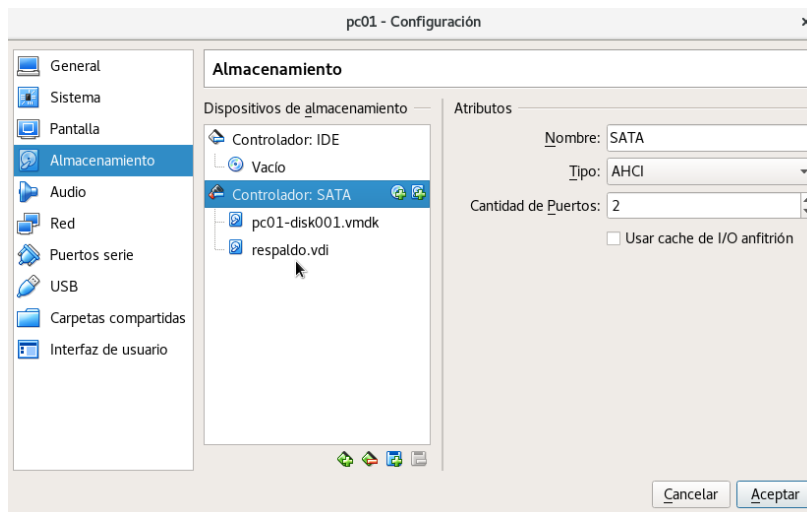 pc01 - Configuración
General
Sistema
Pantalla
Almacenamiento
Audio
Red
Puertos serie
USB
Carpetas compartidas
Interfaz de usuario
Almacenamiento
Dispositivos de almacenamiento
Controlador: IDE
Vacío
Controlador: SATA
pc01-disk001.vmdk
respaldo.vdi
Atributos
Nombre: SATA
Tipo: AHCI
Cantidad de Puertos: 2
Usar cache de I/O anfitrión
Cancelar Aceptar